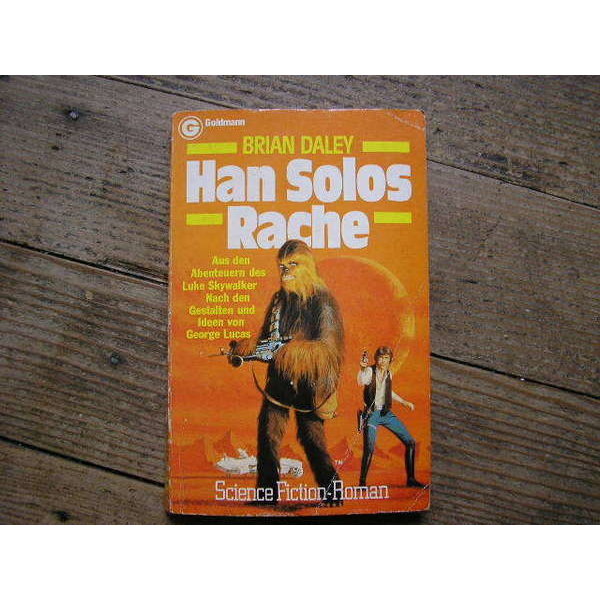 G Goldmann
BRIAN DALEY
Han Solos
Rache
Aus den
Abenteuern des
Luke Skywalker
Nach den
Gestalten und
Ideen von
George Lucas
TM
Science Fiction-Roman